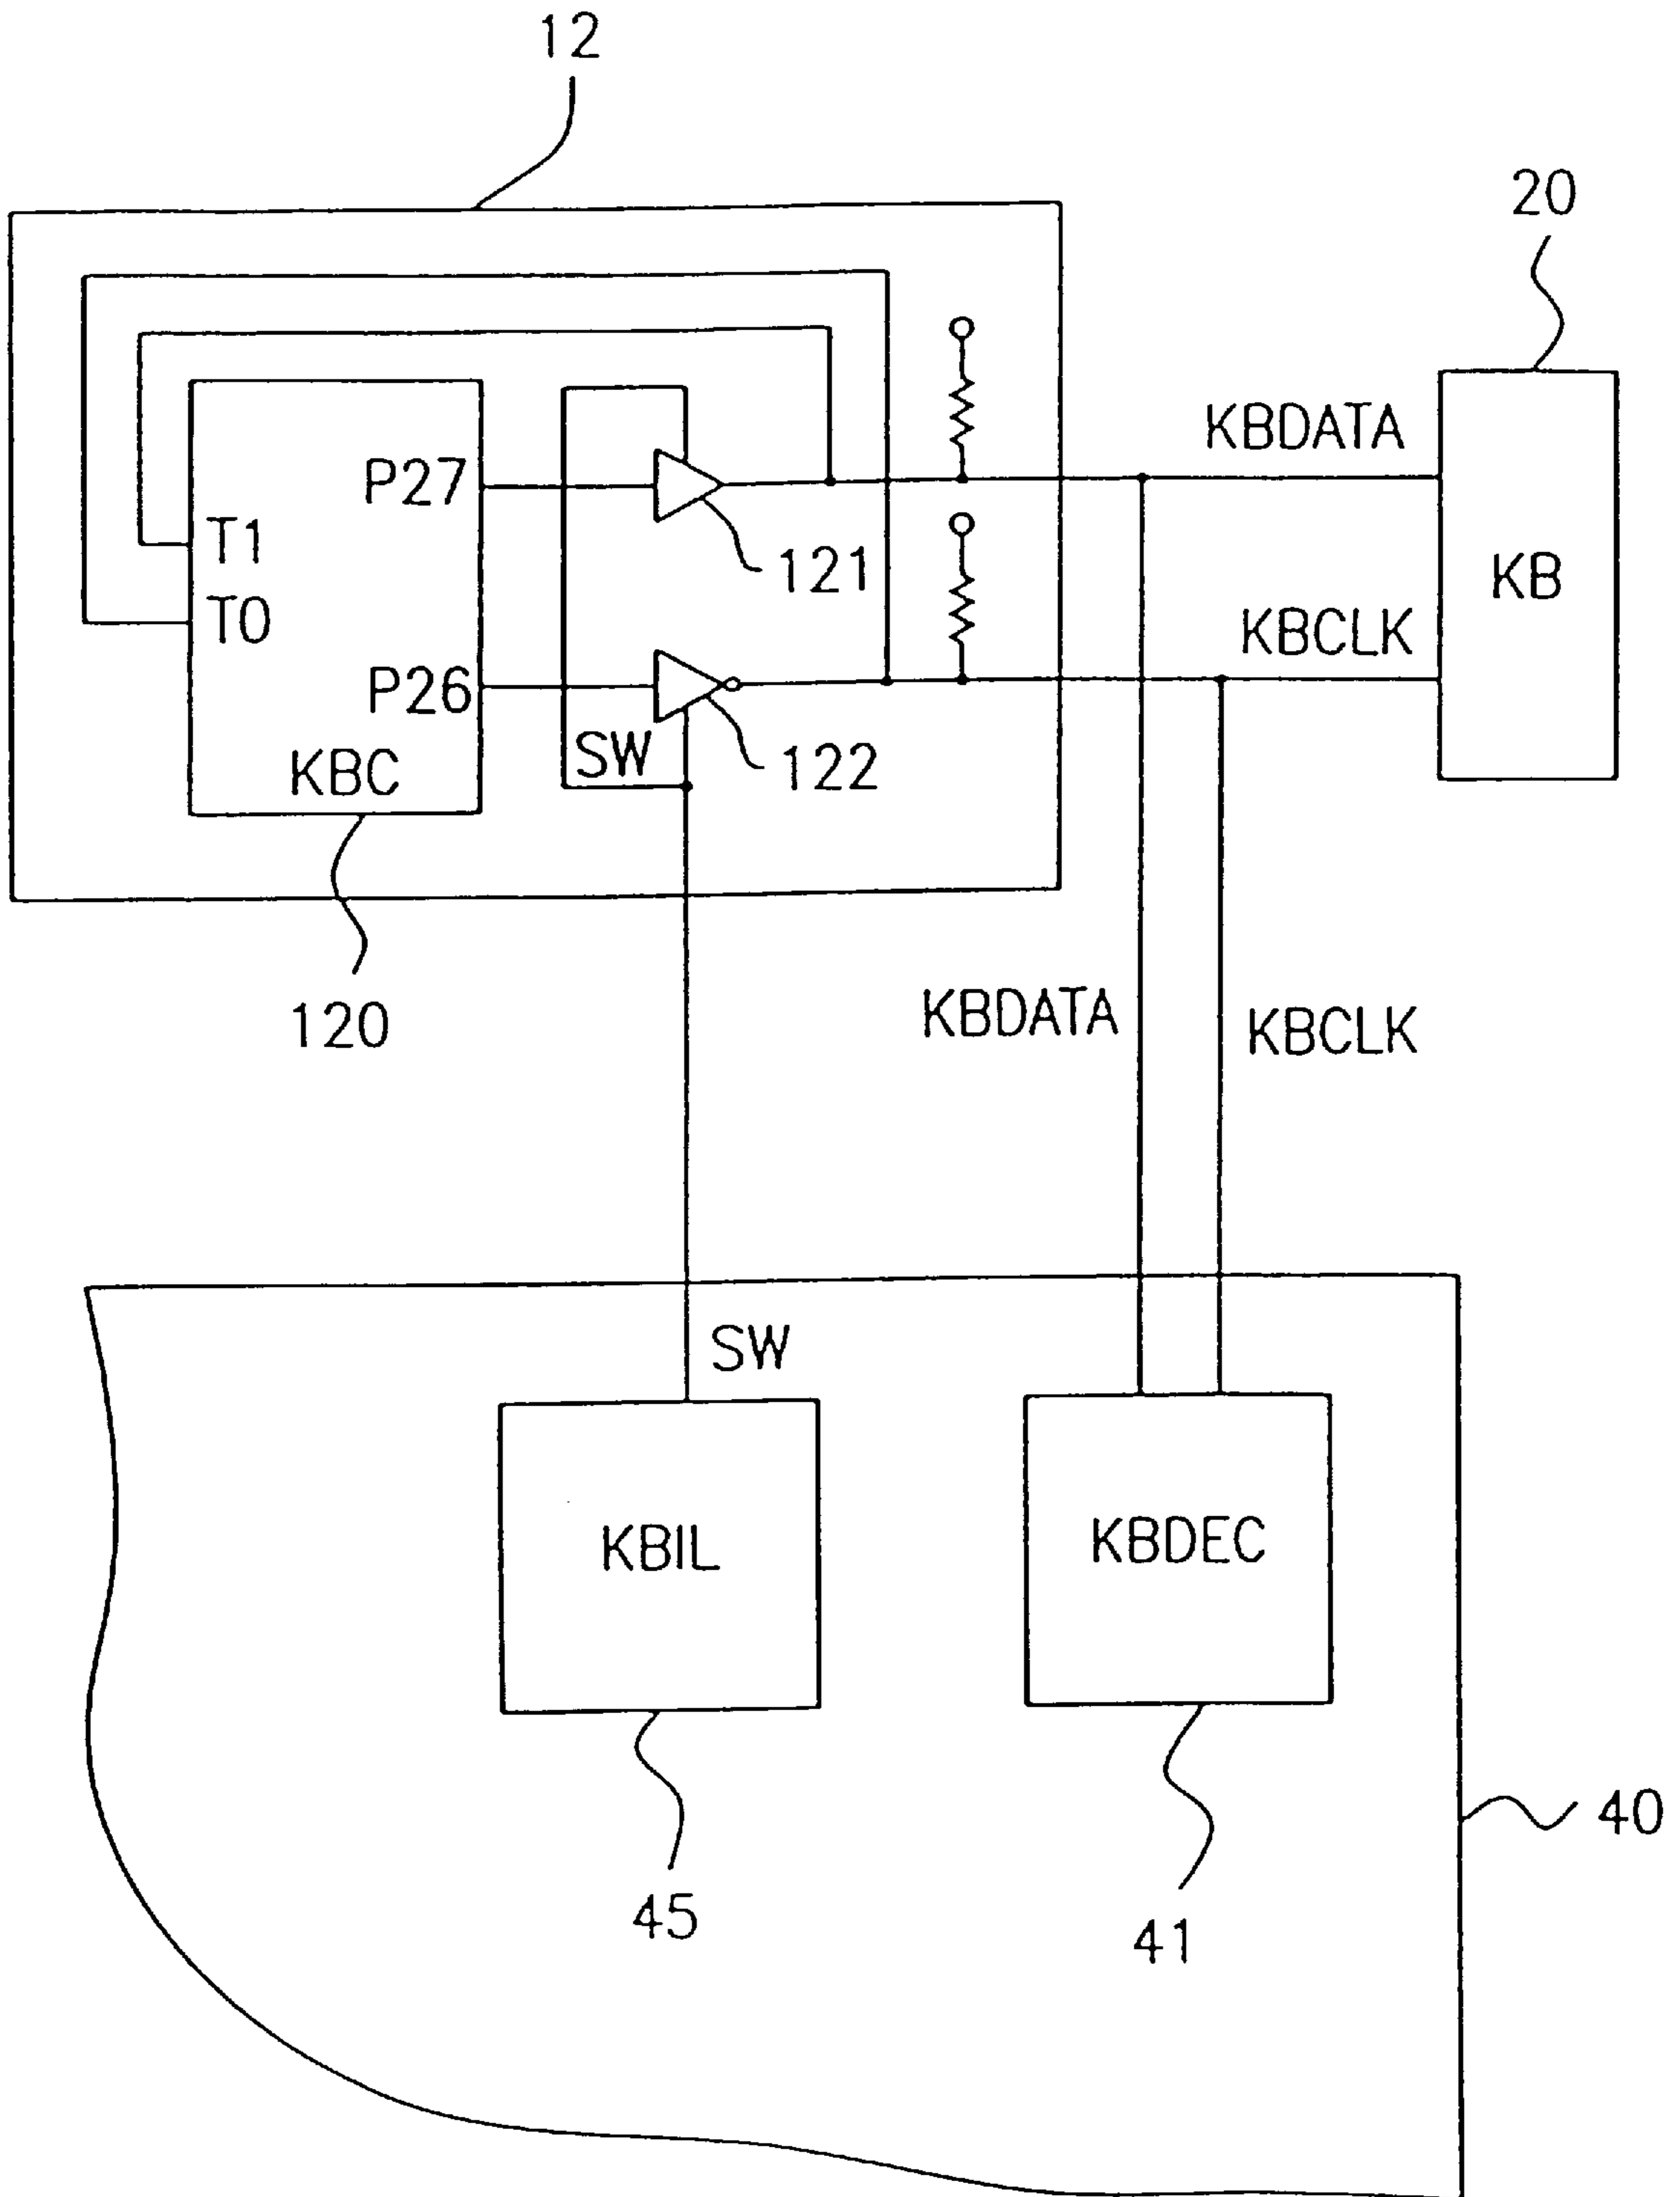 12
20
KBDATA
P27
T1
121
KB
T0
KBCLK
P26
SW
122
KBC
KBDATA
KBCLK
120
SW
KBIL
KBDEC
40
45
41